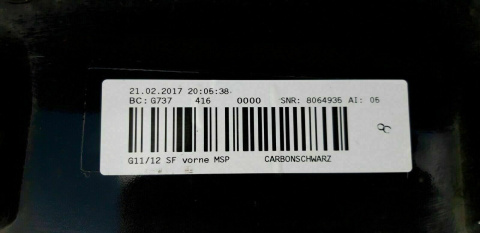 21.02.2017 20:06:38
BC: G737 416 0000 SNR: 8064935 AI: 06
G11/12 SF vorne MSP CARBONSCHWARZ